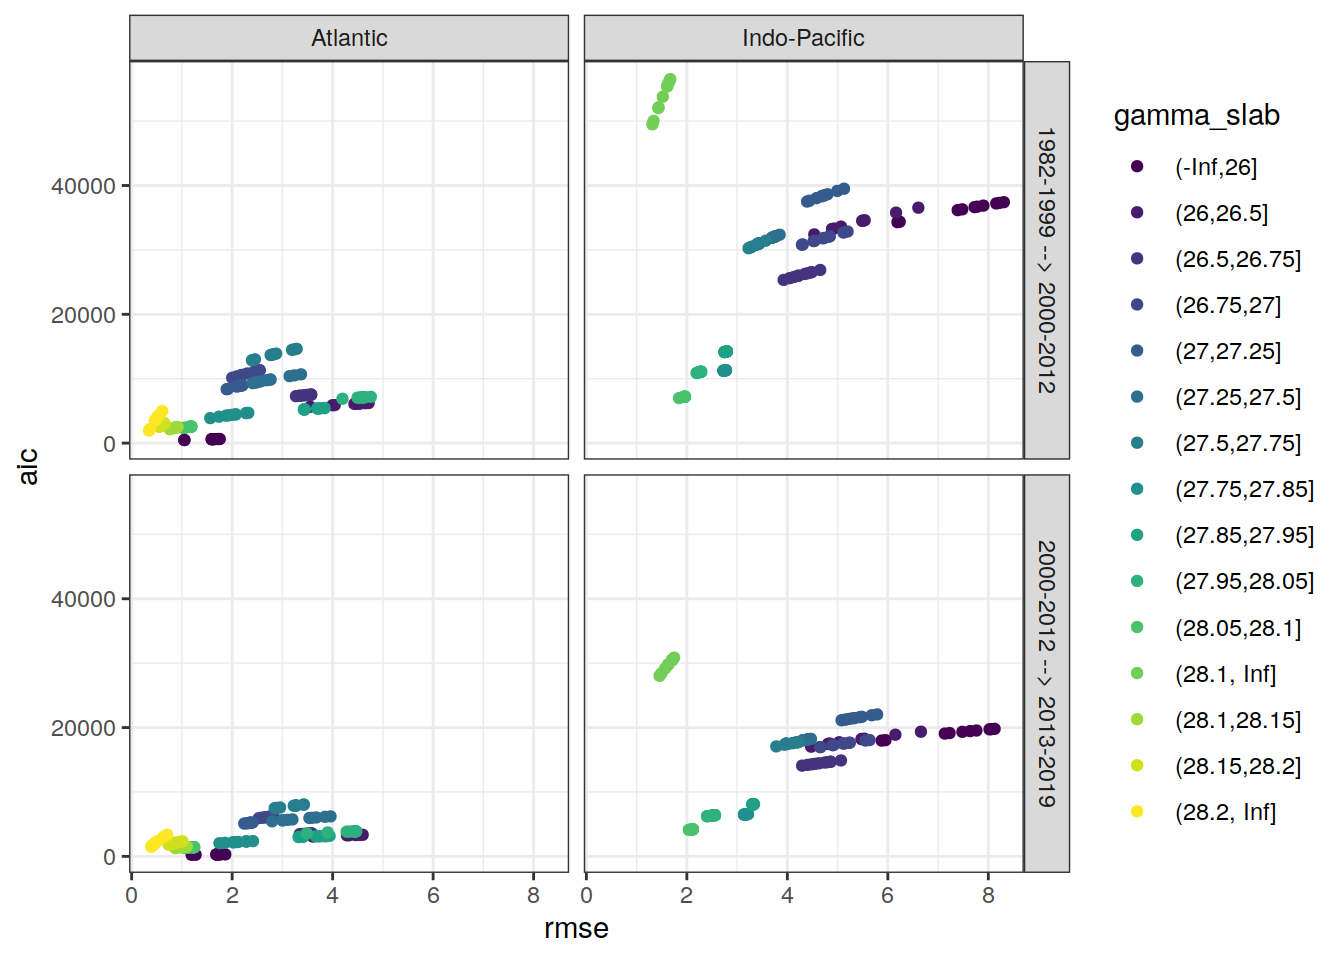 Atlantic
Indo-Pacific
40000
20000
0
1982-1999 --> 2000-2012
40000
20000
0
2000-2012 --> 2013-2019
0
2
4
6
8
0
2
4
6
8
rmse
aic
gamma_slab
(-Inf,26]
(26,26.5]
(26.5,26.75]
(26.75,27]
(27,27.25]
(27.25,27.5]
(27.5,27.75]
(27.75,27.85]
(27.85,27.95]
(27.95,28.05]
(28.05,28.1]
(28.1, Inf]
(28.1,28.15]
(28.15,28.2]
(28.2, Inf]